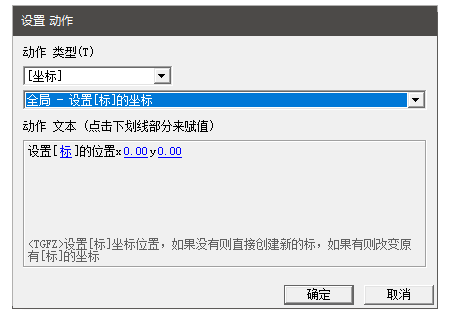 设置 动作
动作 类型(T)
[坐标]
全局 - 设置[标]的坐标
动作 文本 (点击下划线部分来赋值)
设置[标]的位置x0.00y0.00
<TGFZ>设置[标]坐标位置，如果没有则直接创建新的标，如果有则改变原
有[标]的坐标
确定
取消